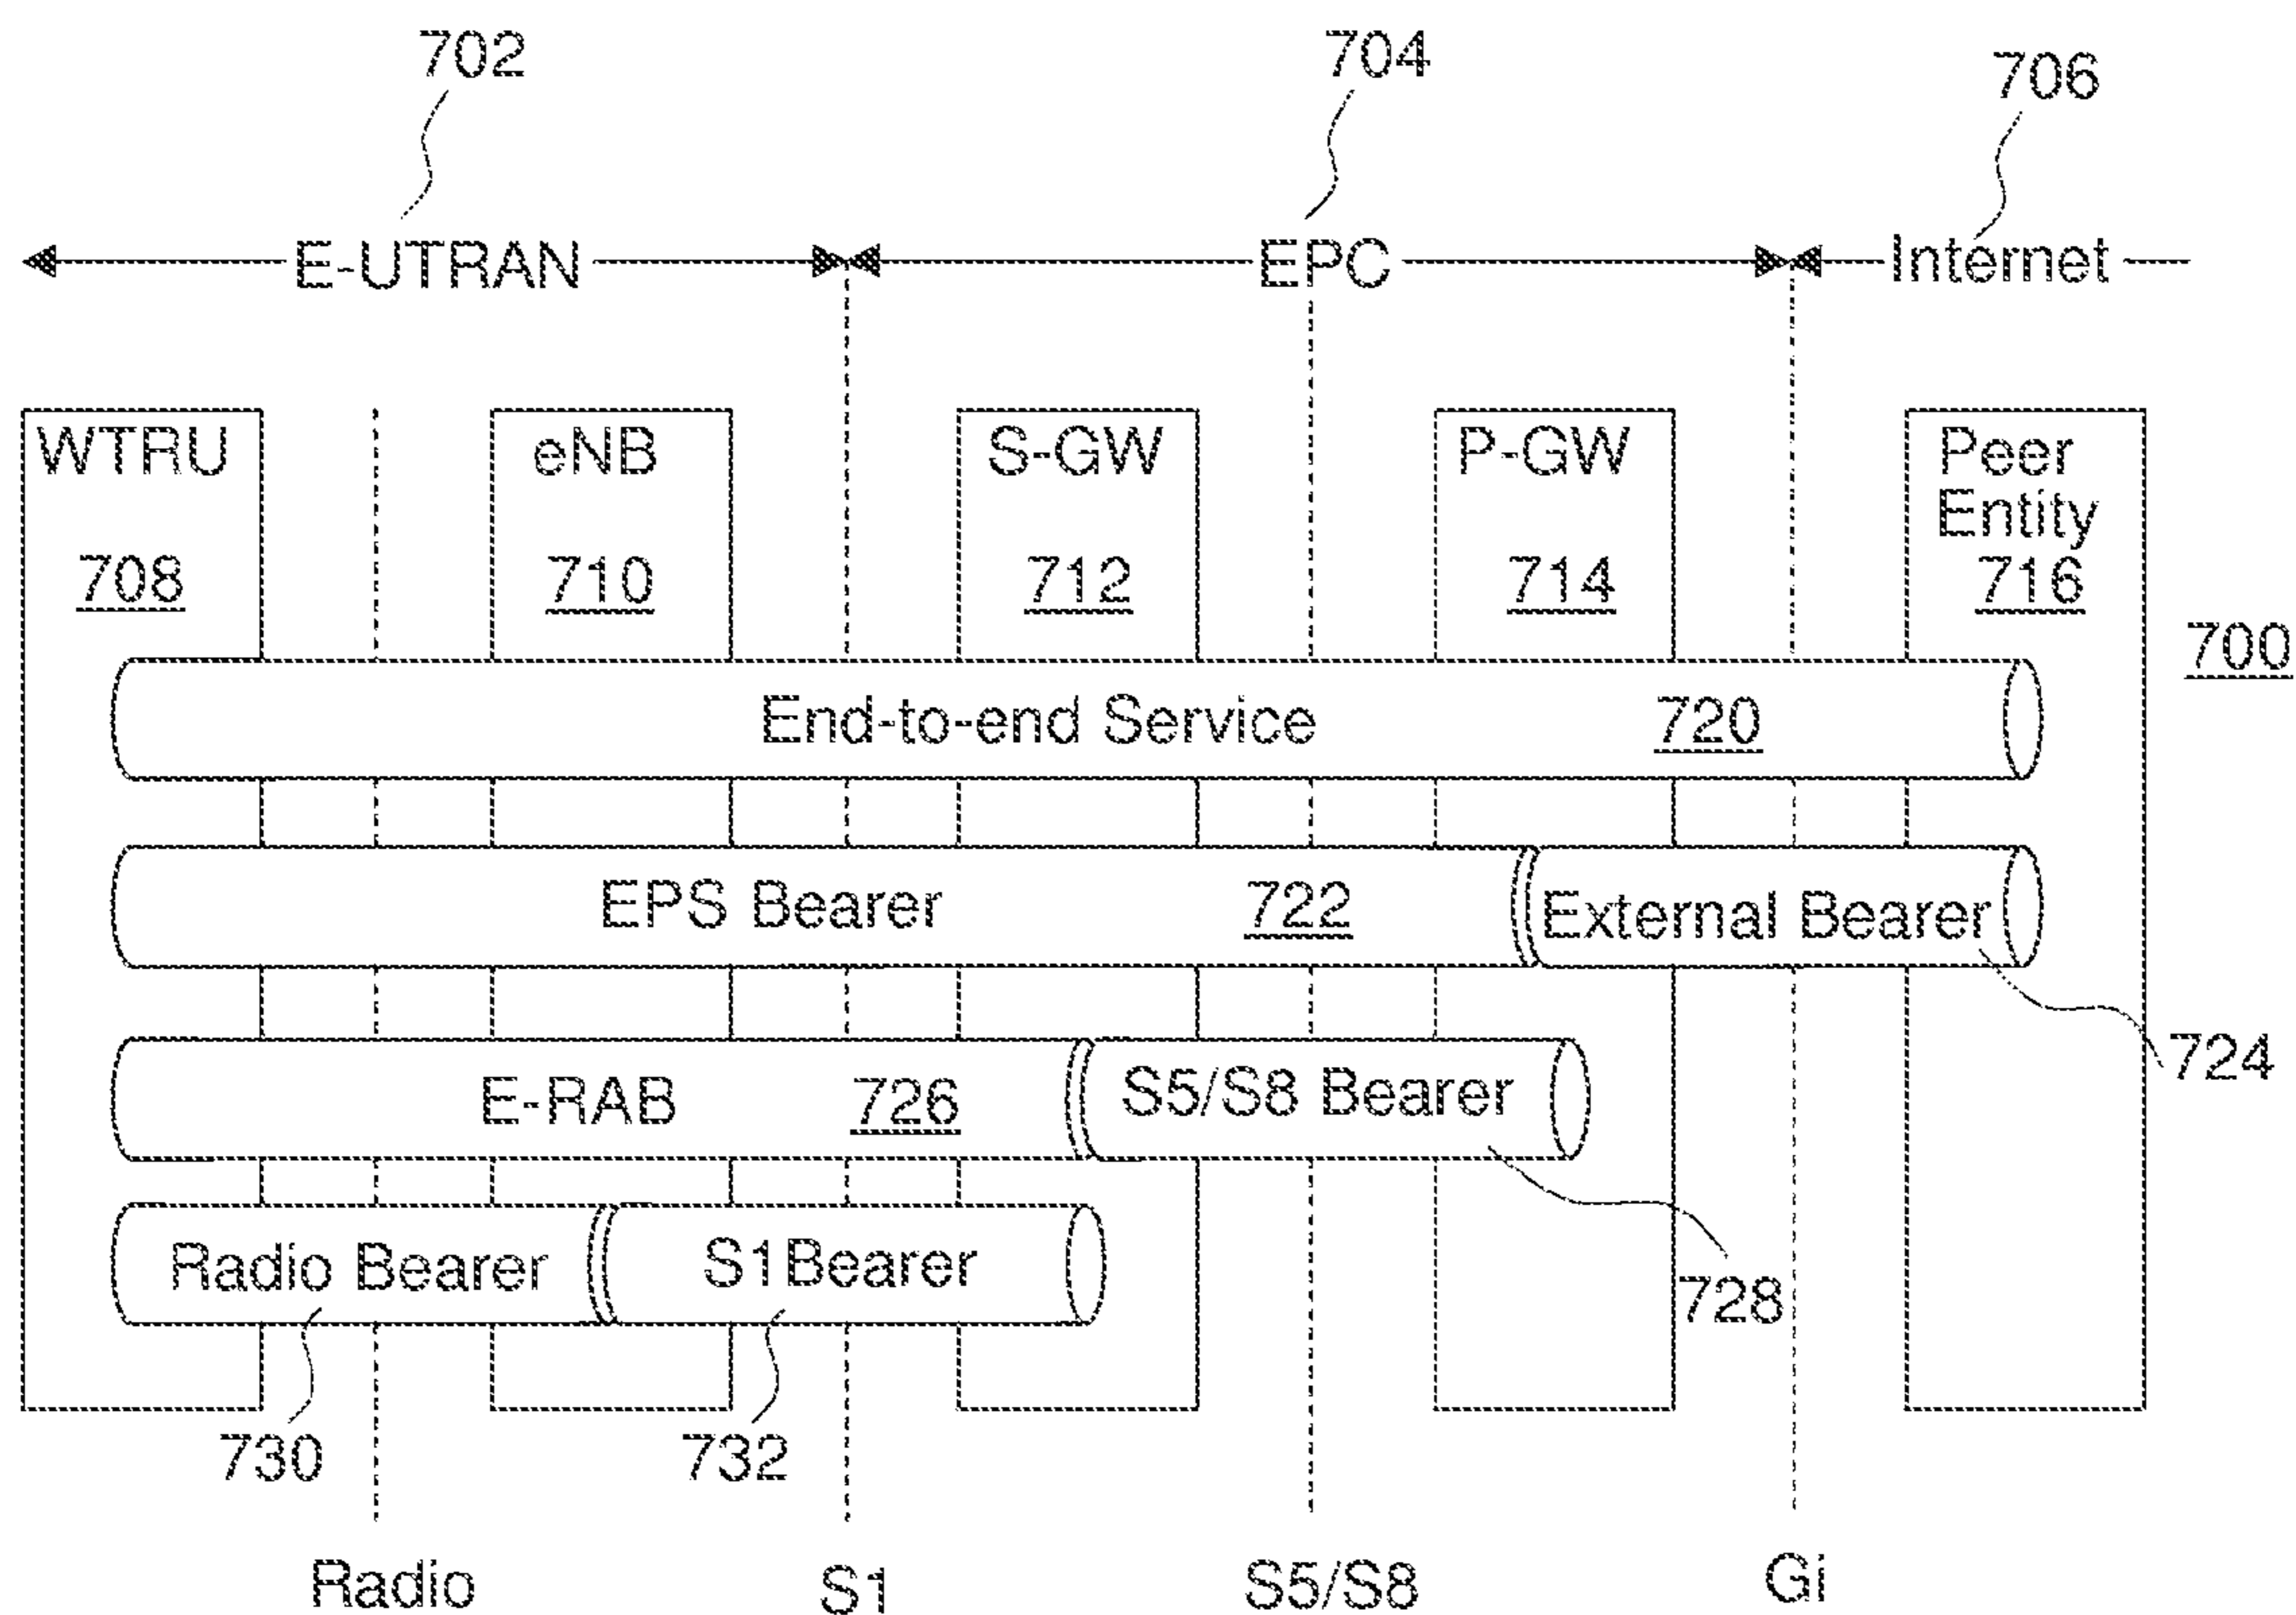 702
704
706
E-UTRAN
EPC
Internet
WTRU
708
eNB
710
S-GW
712
P-GW
714
Peer
Entity
716
700
End-to-end Service 720
EPS Bearer 722
External Bearer
724
E-RAB 726
S5/S8 Bearer
728
Radio Bearer
S1Bearer
730
732
Radio
S1
S5/S8
Gi